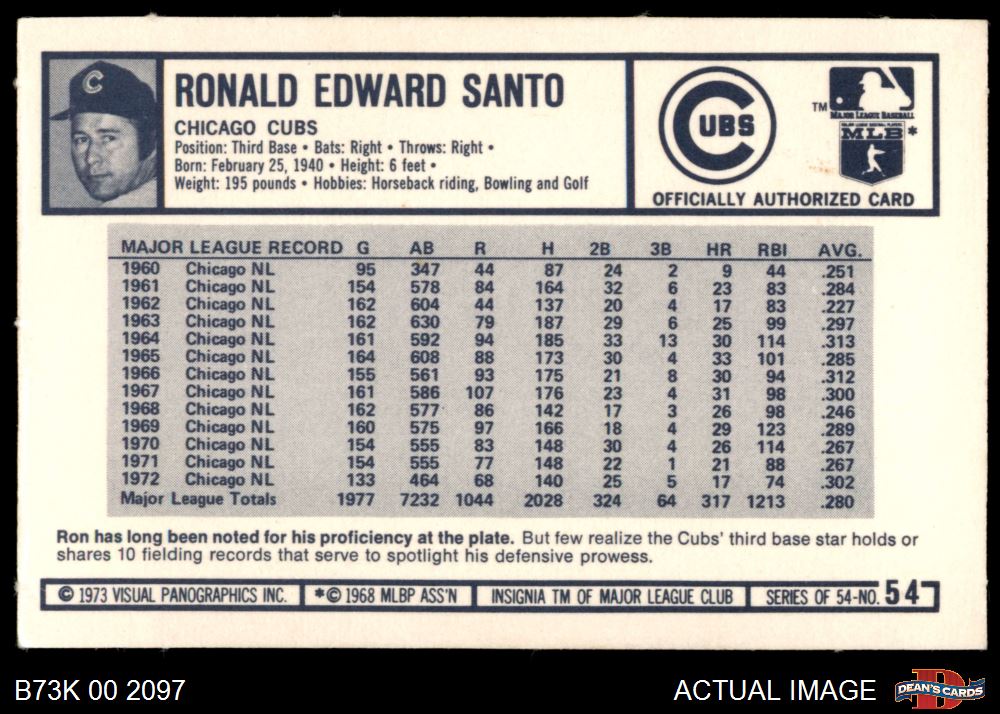 C
RONALD EDWARD SANTO
CHICAGO CUBS
Position: Third Base • Bats: Right • Throws: Right •
Born: February 25, 1940 • Height: 6 feet •
Weight: 195 pounds • Hobbies: Horseback riding, Bowling and Golf
CUBS
TM
MAJOR LEAGUE BASEBALL
MAJOR LEAGUE BASEBALL PLAYERS
MLB*
OFFICIALLY AUTHORIZED CARD
MAJOR LEAGUE RECORD G AB R H 2B 3B HR RBI AVG.
1960 Chicago NL 95 347 44 87 24 2 9 44 .251
1961 Chicago NL 154 578 84 164 32 6 23 83 .284
1962 Chicago NL 162 604 44 137 20 4 17 83 .227
1963 Chicago NL 162 630 79 187 29 6 25 99 .297
1964 Chicago NL 161 592 94 185 33 13 30 114 .313
1965 Chicago NL 164 608 88 173 30 4 33 101 .285
1966 Chicago NL 155 561 93 175 21 8 30 94 .312
1967 Chicago NL 161 586 107 176 23 4 31 98 .300
1968 Chicago NL 162 577 86 142 17 3 26 98 .246
1969 Chicago NL 160 575 97 166 18 4 29 123 .289
1970 Chicago NL 154 555 83 148 30 4 26 114 .267
1971 Chicago NL 154 555 77 148 22 1 21 88 .267
1972 Chicago NL 133 464 68 140 25 5 17 74 .302
Major League Totals 1977 7232 1044 2028 324 64 317 1213 .280
Ron has long been noted for his proficiency at the plate. But few realize the Cubs' third base star holds or
shares 10 fielding records that serve to spotlight his defensive prowess.
© 1973 VISUAL PANOGRAPHICS INC. *© 1968 MLBP ASS'N INSIGNIA TM OF MAJOR LEAGUE CLUB SERIES OF 54-NO. 54
B73K 00 2097
ACTUAL IMAGE
D
DEAN'S CARDS